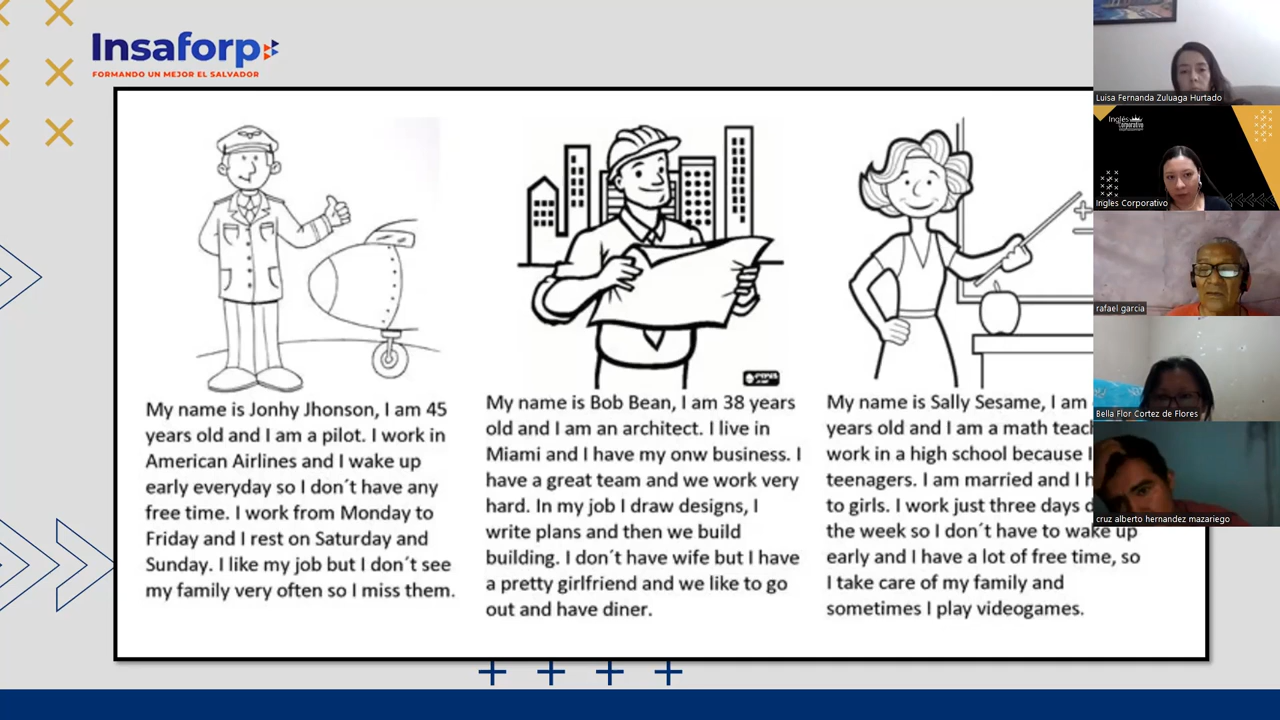 Insaforp
FORMANDO UN MEJOR EL SALVADOR
My name is Jonhy Jhonson, I am 45
years old and I am a pilot. I work in
American Airlines and I wake up
early everyday so I don´t have any
free time. I work from Monday to
Friday and I rest on Saturday and
Sunday. I like my job but I don´t see
my family very often so I miss them.
My name is Bob Bean, I am 38 years
old and I am an architect. I live in
Miami and I have my onw business. I
have a great team and we work very
hard. In my job I draw designs, I
write plans and then we build
building. I don´t have wife but I have
a pretty girlfriend and we like to go
out and have diner.
My name is Sally Sesame, I am
years old and I am a math
work in a high school because I
teenagers. I am married and I
to girls. I work just three days
the week so I don´t have to wake up
early and I have a lot of free time, so
I take care of my family and
sometimes I play videogames.
Luisa Fernanda Zuluaga Hurtado
Inglés
Corporativo
Ingles Corporativo
rafael garcia
Bella Flor Cortez de Flores
cruz alberto hernandez mazariego